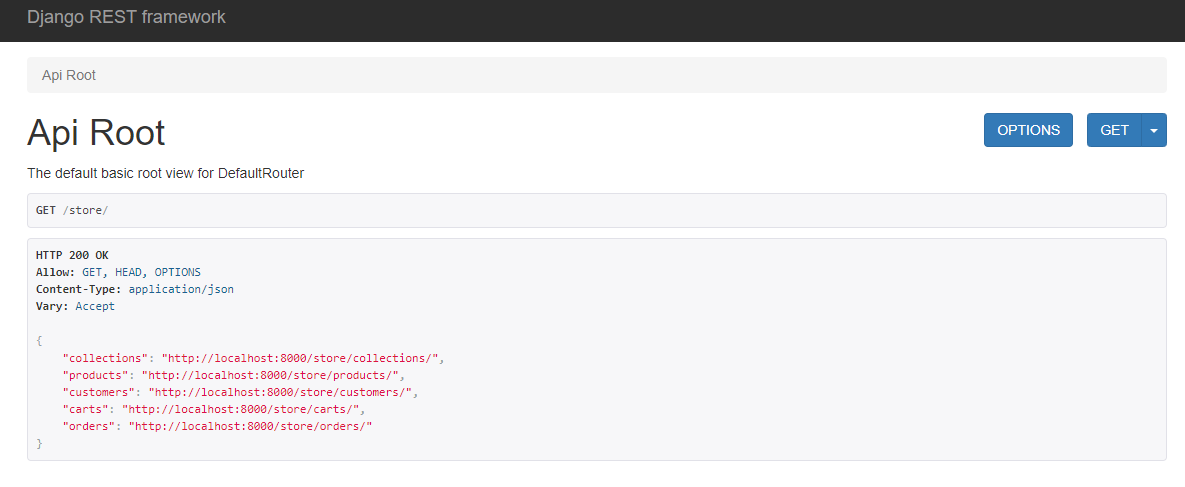 Django REST framework
Api Root
Api Root
OPTIONS
GET
The default basic root view for DefaultRouter
GET /store/
HTTP 200 OK
Allow: GET, HEAD, OPTIONS
Content-Type: application/json
Vary: Accept
{
    "collections": "http://localhost:8000/store/collections/",
    "products": "http://localhost:8000/store/products/",
    "customers": "http://localhost:8000/store/customers/",
    "carts": "http://localhost:8000/store/carts/",
    "orders": "http://localhost:8000/store/orders/"
}